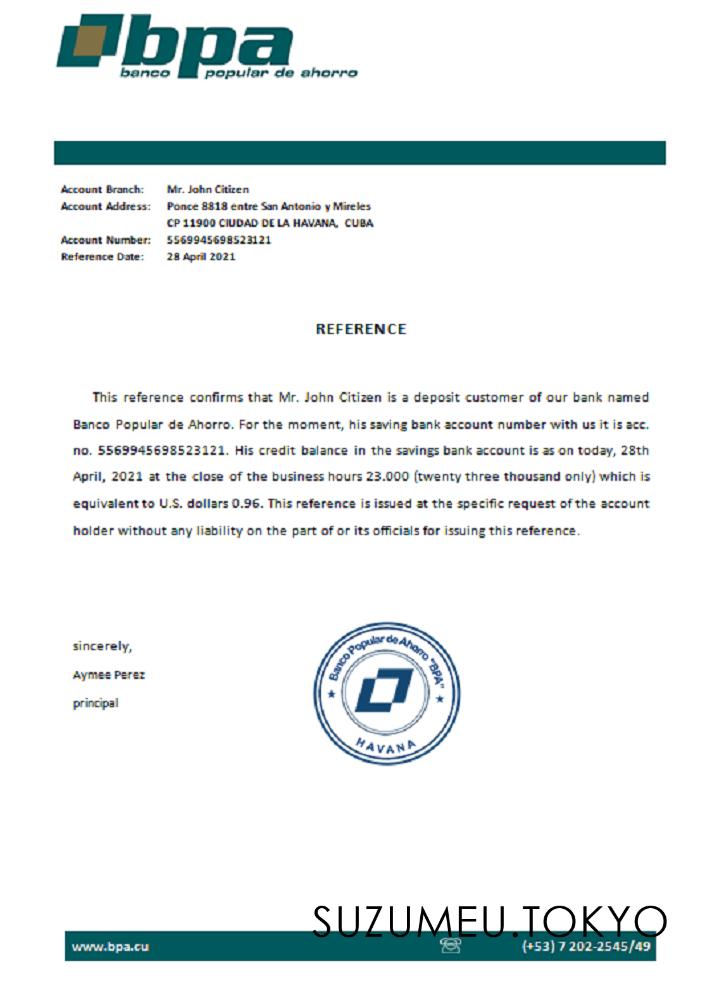 bpa
banco popular de ahorro
Account Branch: Mr. John Citizen
Account Address: Ponce 8818 entre San Antonio y Mireles
CP 11900 CIUDAD DE LA HAVANA, CUBA
Account Number: 5569945698523121
Reference Date: 28 April 2021
REFERENCE
This reference confirms that Mr. John Citizen is a deposit customer of our bank named
Banco Popular de Ahorro. For the moment, his saving bank account number with us it is acc.
no. 5569945698523121. His credit balance in the savings bank account is as on today, 28th
April, 2021 at the close of the business hours 23.000 (twenty three thousand only) which is
equivalent to U.S. dollars 0.96. This reference is issued at the specific request of the account
holder without any liability on the part of or its officials for issuing this reference.
sincerely,
Aymee Perez
principal
Banco Popular de Ahorro "BPA"
HAVANA
SUZUMEU.TOKYO
www.bpa.cu (+53) 7 202-2545/49